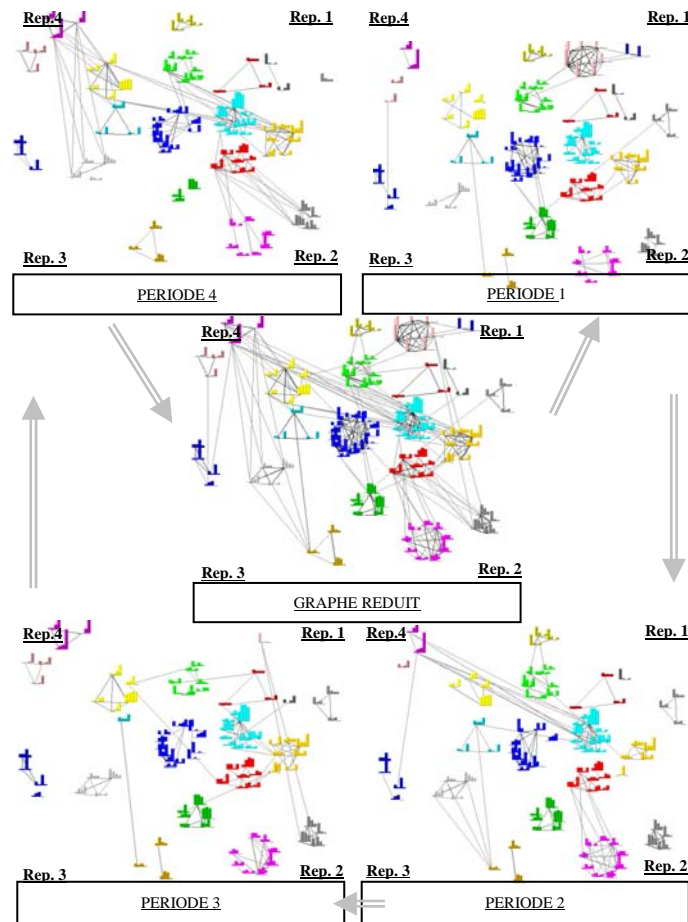 Rep.4
Rep. 1
Rep. 3
Rep. 2
PERIODE 4
Rep.4
Rep. 1
Rep. 3
Rep. 2
PERIODE 1
Rep.4
Rep. 1
Rep. 3
Rep. 2
GRAPHE REDUIT
Rep.4
Rep. 1
Rep. 3
Rep. 2
PERIODE 3
Rep.4
Rep. 1
Rep. 3
Rep. 2
PERIODE 2